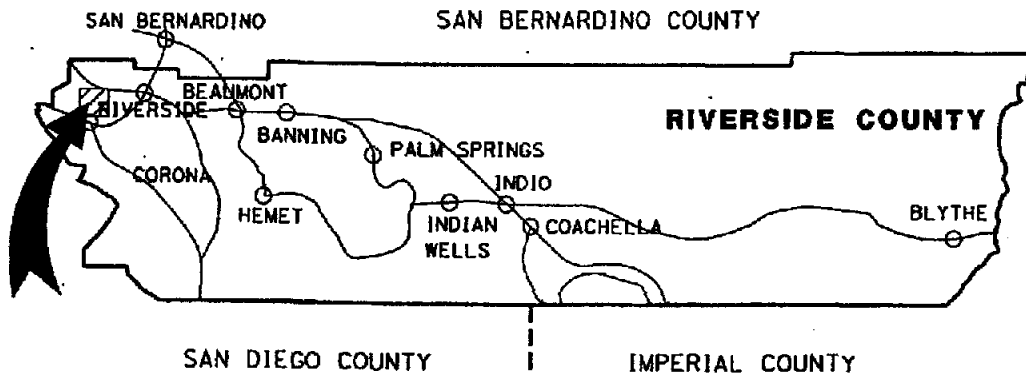 SAN BERNARDINO
SAN BERNARDINO COUNTY
BEAUMONT
RIVERSIDE
BANNING
RIVERSIDE COUNTY
PALM SPRINGS
CORONA
INDIO
HEMET
INDIAN
WELLS
COACHELLA
BLYTHE
SAN DIEGO COUNTY
IMPERIAL COUNTY